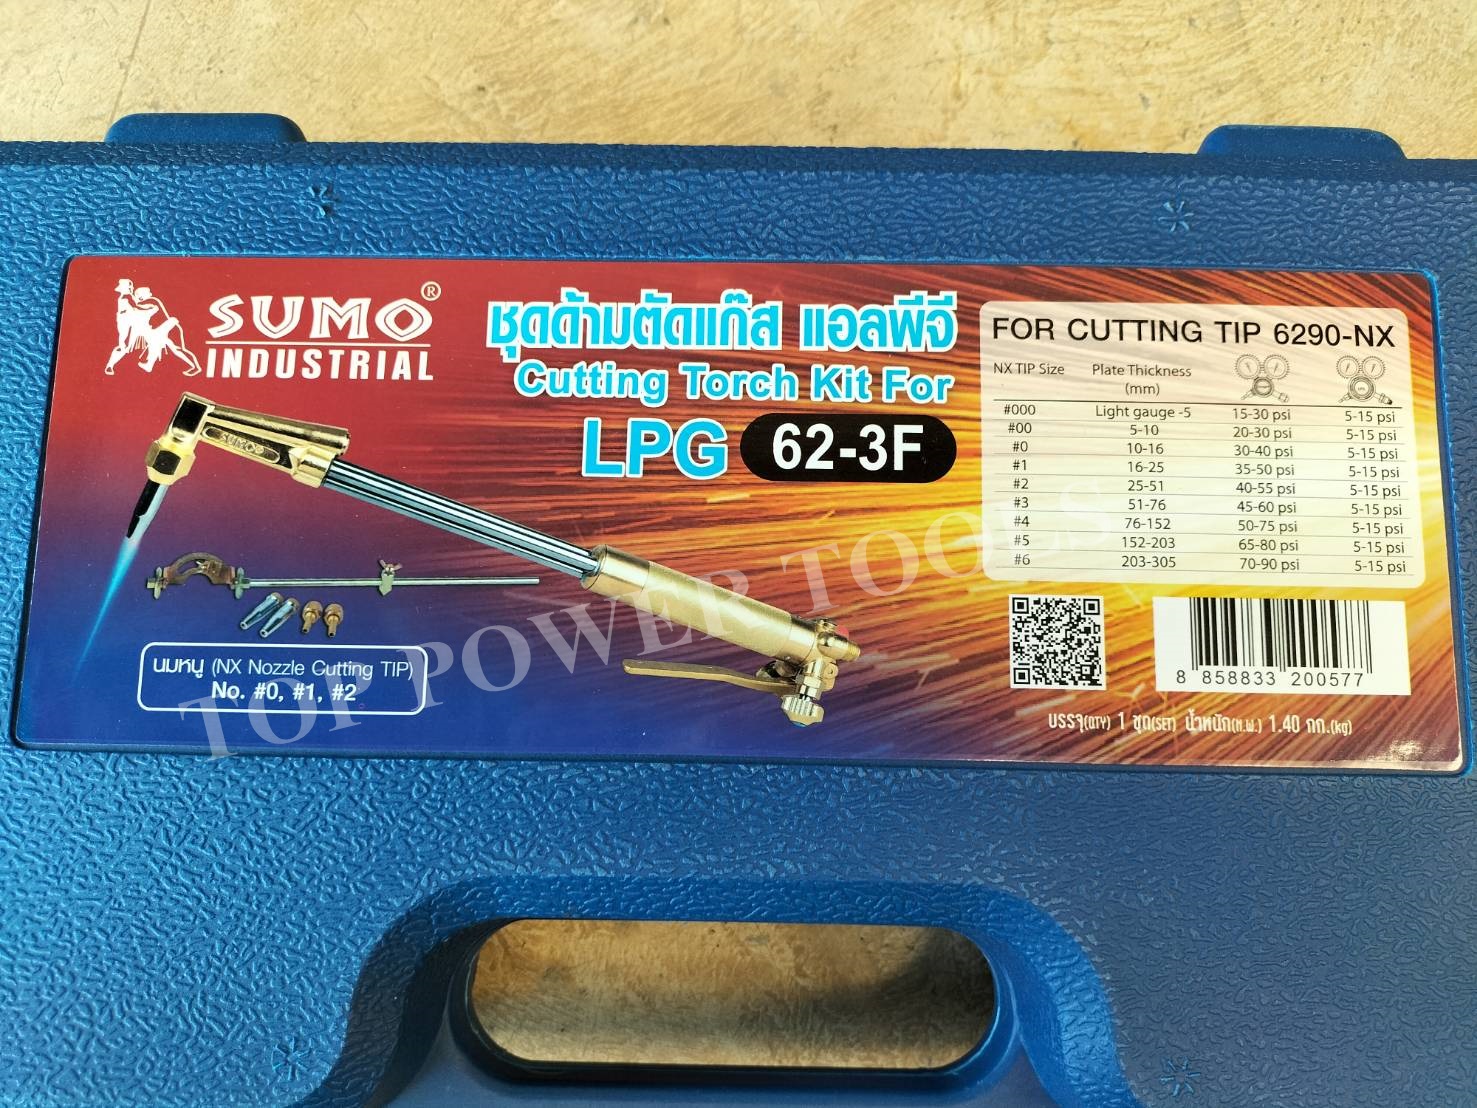 SUMO®
INDUSTRIAL
ชุดด้ามตัดแก๊ส แอลพีจี
Cutting Torch Kit For
LPG 62-3F
SUMO
นมหนู (NX Nozzle Cutting TIP)
No. #0, #1, #2
FOR CUTTING TIP 6290-NX
NX TIP Size Plate Thickness
(mm)
#000 Light gauge -5 15-30 psi 5-15 psi
#00 5-10 20-30 psi 5-15 psi
#0 10-16 30-40 psi 5-15 psi
#1 16-25 35-50 psi 5-15 psi
#2 25-51 40-55 psi 5-15 psi
#3 51-76 45-60 psi 5-15 psi
#4 76-152 50-75 psi 5-15 psi
#5 152-203 65-80 psi 5-15 psi
#6 203-305 70-90 psi 5-15 psi
8 858833 200577
บรรจุ(QTY) 1 ชุด(SET) น้ำหนัก(N.W.) 1.40 กก.(kg)
TOP POWER TOOLS